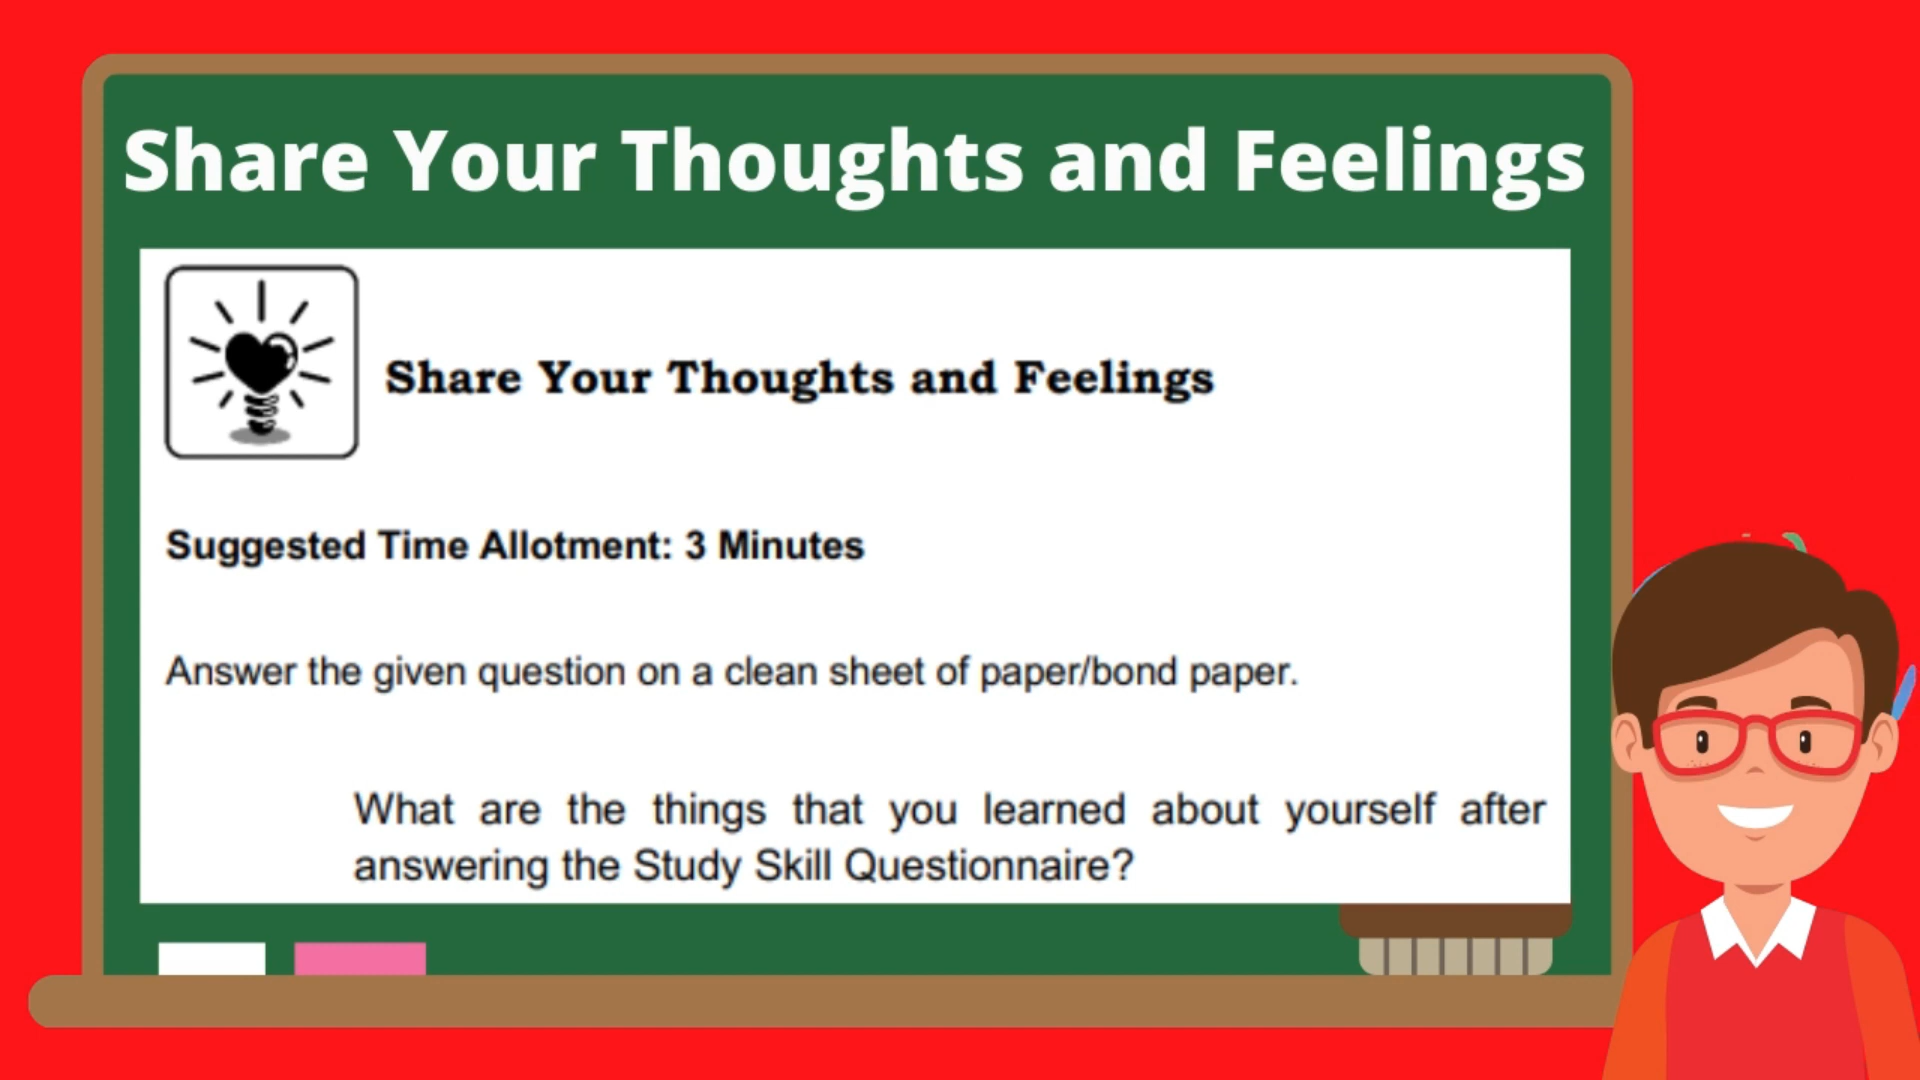 Share Your Thoughts and Feelings
Share Your Thoughts and Feelings
Suggested Time Allotment: 3 Minutes
Answer the given question on a clean sheet of paper/bond paper.
What are the things that you learned about yourself after
answering the Study Skill Questionnaire?